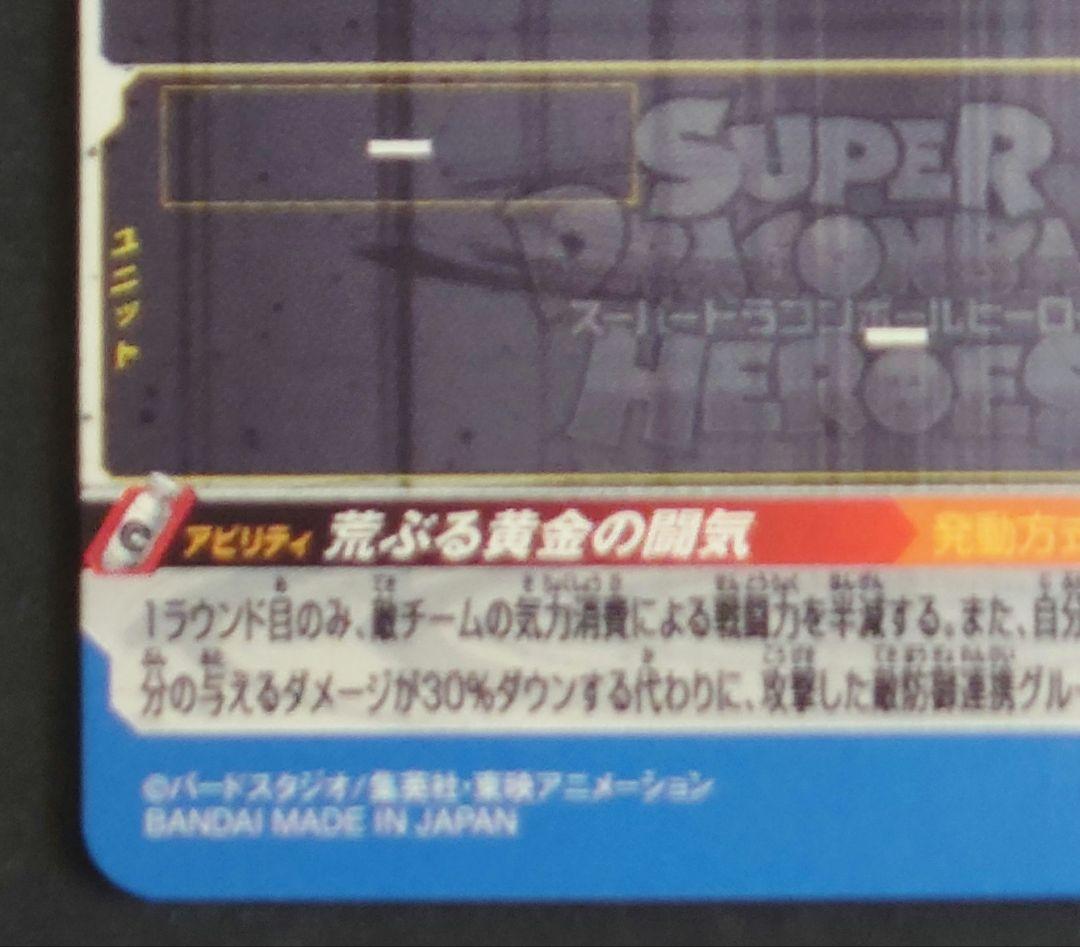 ー
SUPER
DRAGON BA
スーパードラゴンボールヒーロ
ー
HEROES
ユニット
アビリティ 荒ぶる黄金の闘気 発動方式
1ラウンド目のみ、敵チームの気力消費による戦闘力を半減する。また、自分
分の与えるダメージが30%ダウンする代わりに、攻撃した敵防御連携グルー
©バードスタジオ/集英社・東映アニメーション
BANDAI MADE IN JAPAN